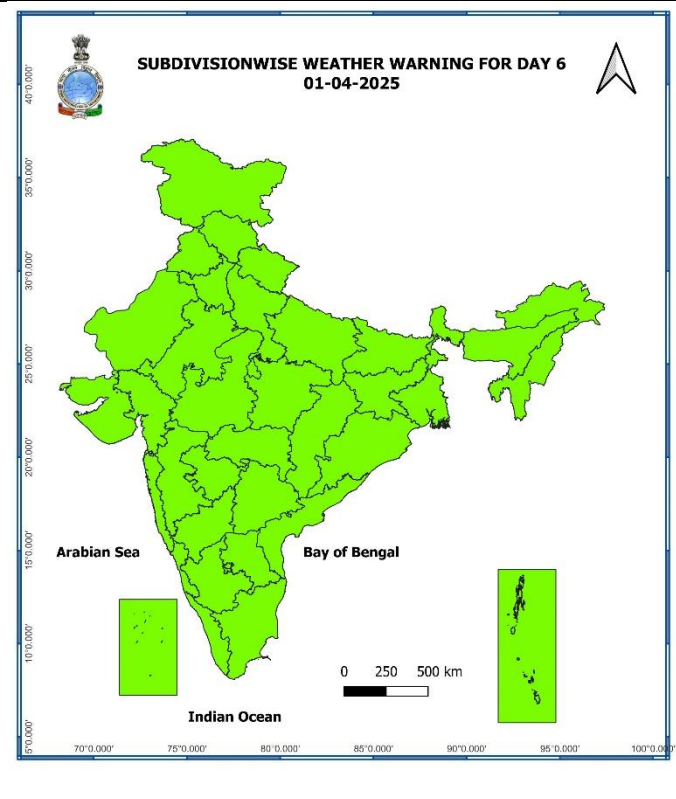 SUBDIVISIONWISE WEATHER WARNING FOR DAY 6
01-04-2025
40°0.000'
35°0.000'
30°0.000'
25°0.000'
20°0.000'
15°0.000'
10°0.000'
5°0.000'
Arabian Sea
Bay of Bengal
0 250 500 km
Indian Ocean
70°0.000' 75°0.000' 80°0.000' 85°0.000' 90°0.000' 95°0.000' 100°0.000'